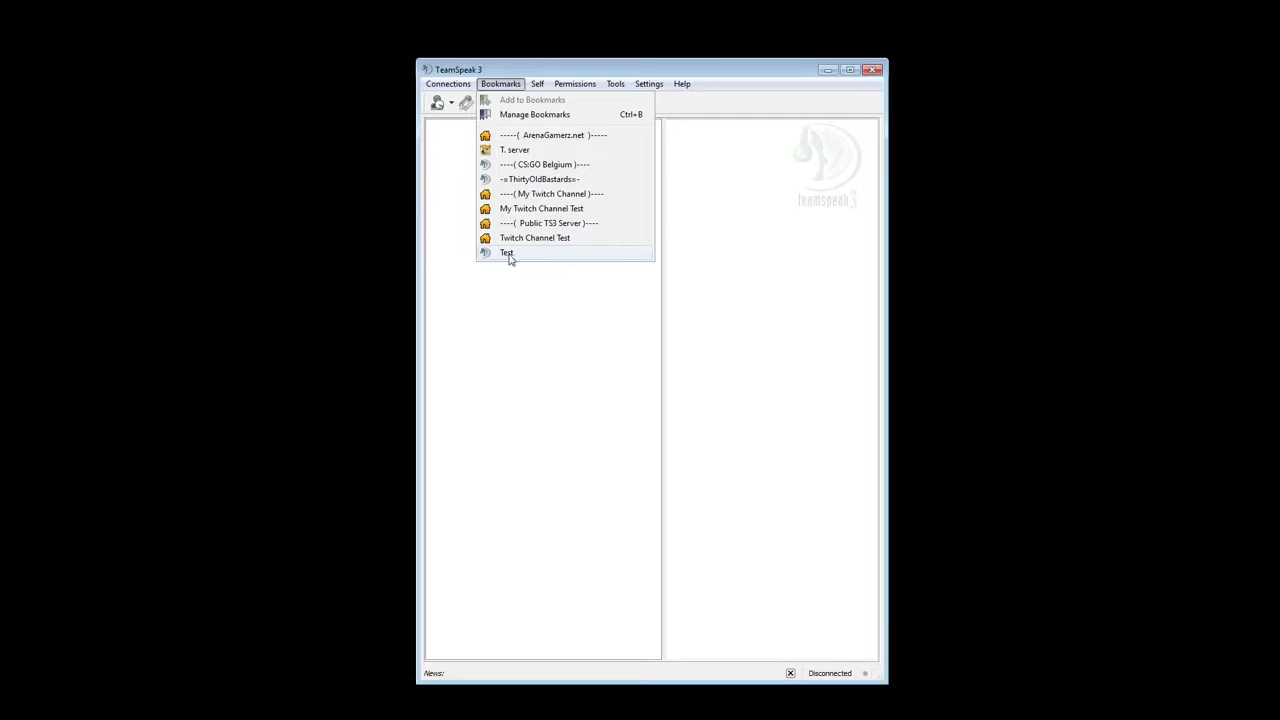 TeamSpeak 3
Connections Bookmarks Self Permissions Tools Settings Help
Add to Bookmarks
Manage Bookmarks Ctrl+B
-----( ArenaGamerz.net )-----
T. server
----( CS:GO Belgium )----
-=ThirtyOldBastards=-
----( My Twitch Channel )----
My Twitch Channel Test
----( Public TS3 Server )----
Twitch Channel Test
Test
teamspeak 3
News:
Disconnected